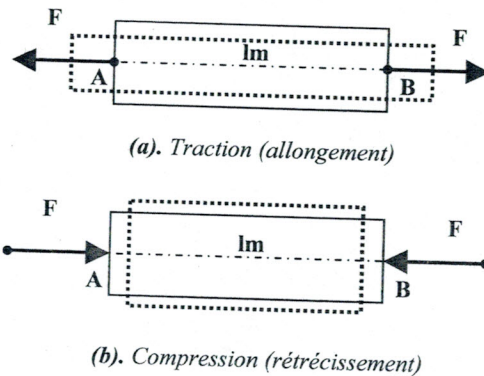 F
F
lm
A
B
(a). Traction (allongement)
F
F
lm
A
B
(b). Compression (rétrécissement)